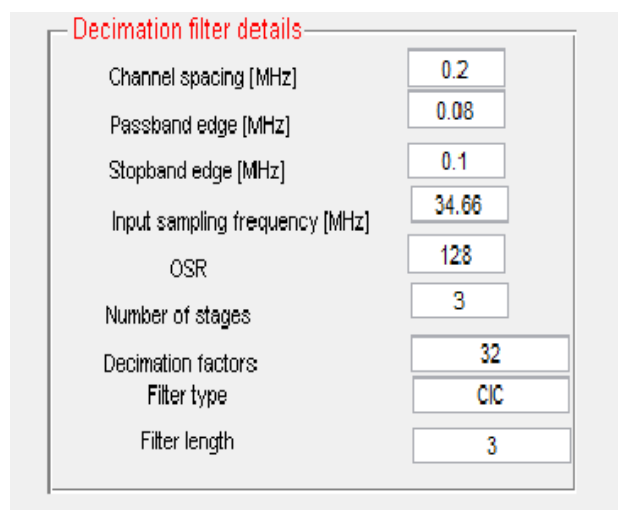 Decimation filter details
Channel spacing [MHz] 0.2
Passband edge [MHz] 0.08
Stopband edge [MHz] 0.1
Input sampling frequency [MHz] 34.66
OSR 128
Number of stages 3
Decimation factors 32
Filter type CIC
Filter length 3